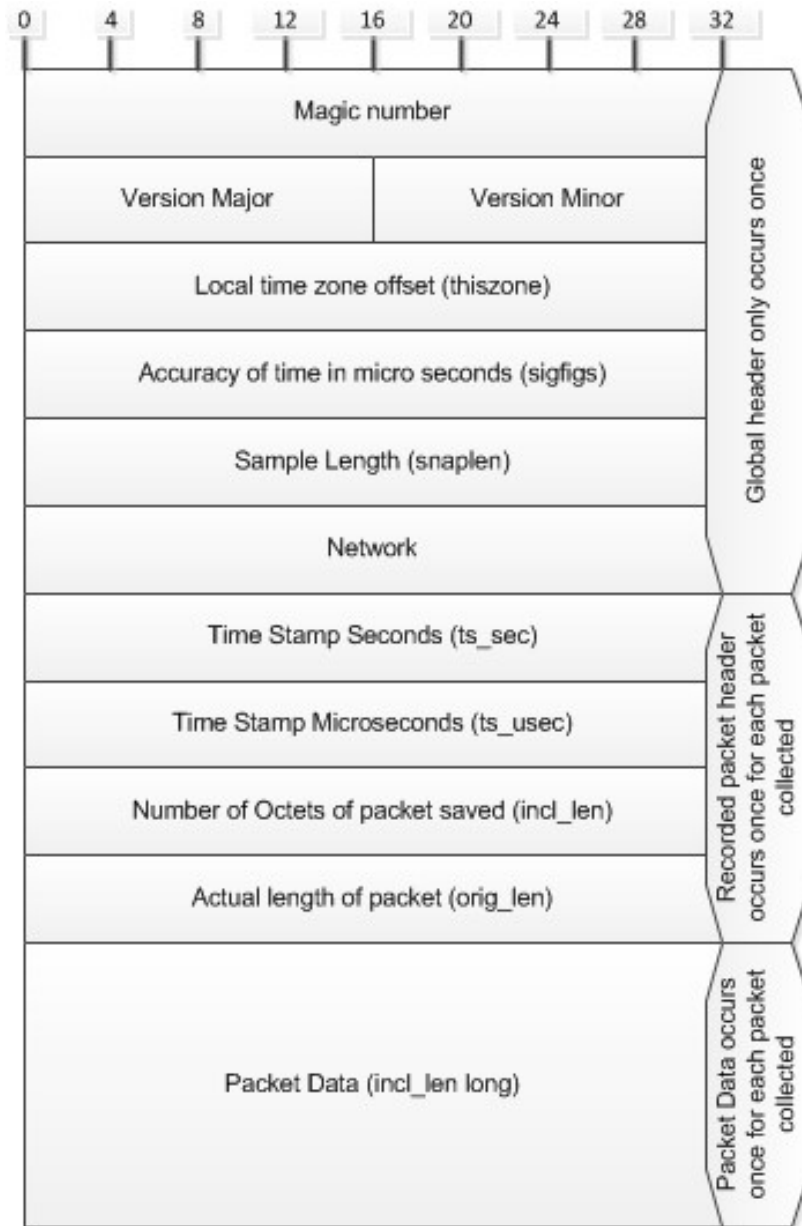 0 4 8 12 16 20 24 28 32
Magic number
Version Major Version Minor
Local time zone offset (thiszone)
Accuracy of time in micro seconds (sigfigs)
Sample Length (snaplen)
Network
Global header only occurs once
Time Stamp Seconds (ts_sec)
Time Stamp Microseconds (ts_usec)
Number of Octets of packet saved (incl_len)
Actual length of packet (orig_len)
Recorded packet header
occurs once for each packet
collected
Packet Data (incl_len long)
Packet Data occurs
once for each packet
collected